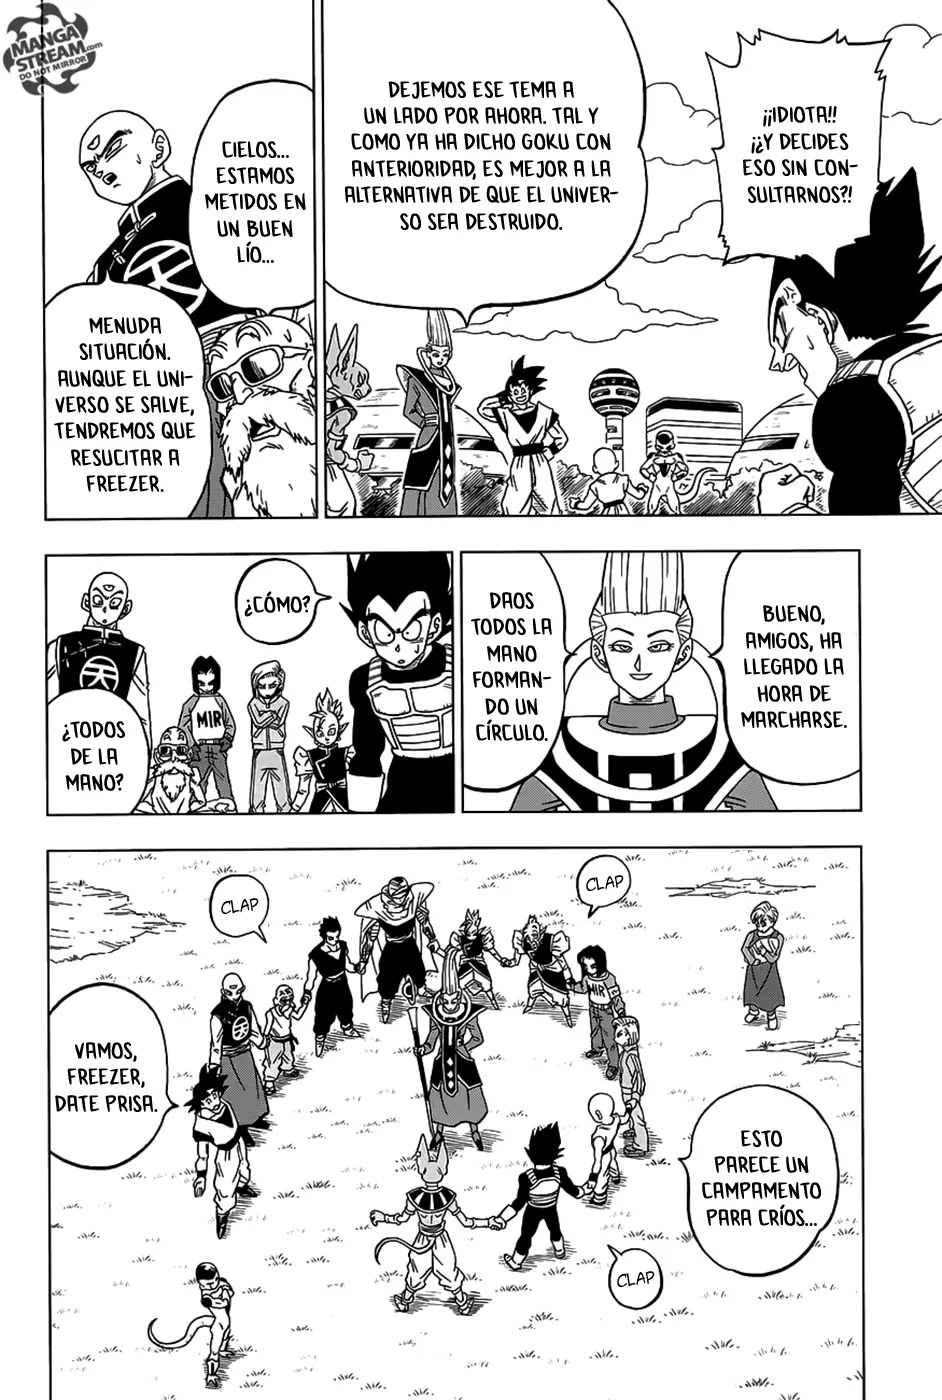 MANGA
STREAM.com
DO NOT MIRROR
¡¡IDIOTA!!
¡¿Y DECIDES
ESO SIN CON-
SULTARNOS?!
DEJEMOS ESE TEMA A
UN LADO POR AHORA. TAL Y
COMO YA HA DICHO GOKU CON
ANTERIORIDAD, ES MEJOR A LA
ALTERNATIVA DE QUE EL UNIVER-
SO SEA DESTRUIDO.
CIELOS...
ESTAMOS
METIDOS EN
UN BUEN
LÍO...
MENUDA
SITUACIÓN.
AUNQUE EL UNI-
VERSO SE SALVE,
TENDREMOS QUE
RESUCITAR A
FREEZER.
天
BUENO,
AMIGOS, HA
LLEGADO LA
HORA DE
MARCHARSE.
DAOS
TODOS LA
MANO
FORMAN-
DO UN
CÍRCULO.
¿CÓMO?
¿TODOS
DE LA
MANO?
天
MIR
CLAP
CLAP
MIR
天
VAMOS,
FREEZER,
DATE PRISA.
ESTO
PARECE UN
CAMPAMENTO
PARA CRÍOS...
CLAP